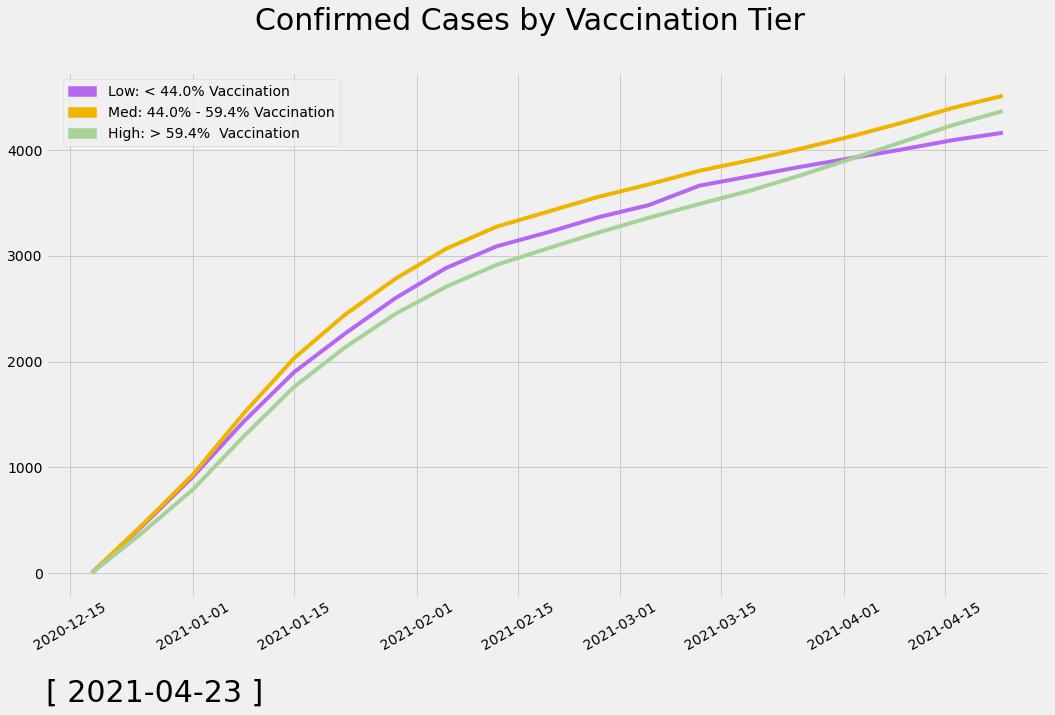 Confirmed Cases by Vaccination Tier
Low: < 44.0% Vaccination
Med: 44.0% - 59.4% Vaccination
High: > 59.4%  Vaccination
4000
3000
2000
1000
0
2020-12-15
2021-01-01
2021-01-15
2021-02-01
2021-02-15
2021-03-01
2021-03-15
2021-04-01
2021-04-15
[ 2021-04-23 ]